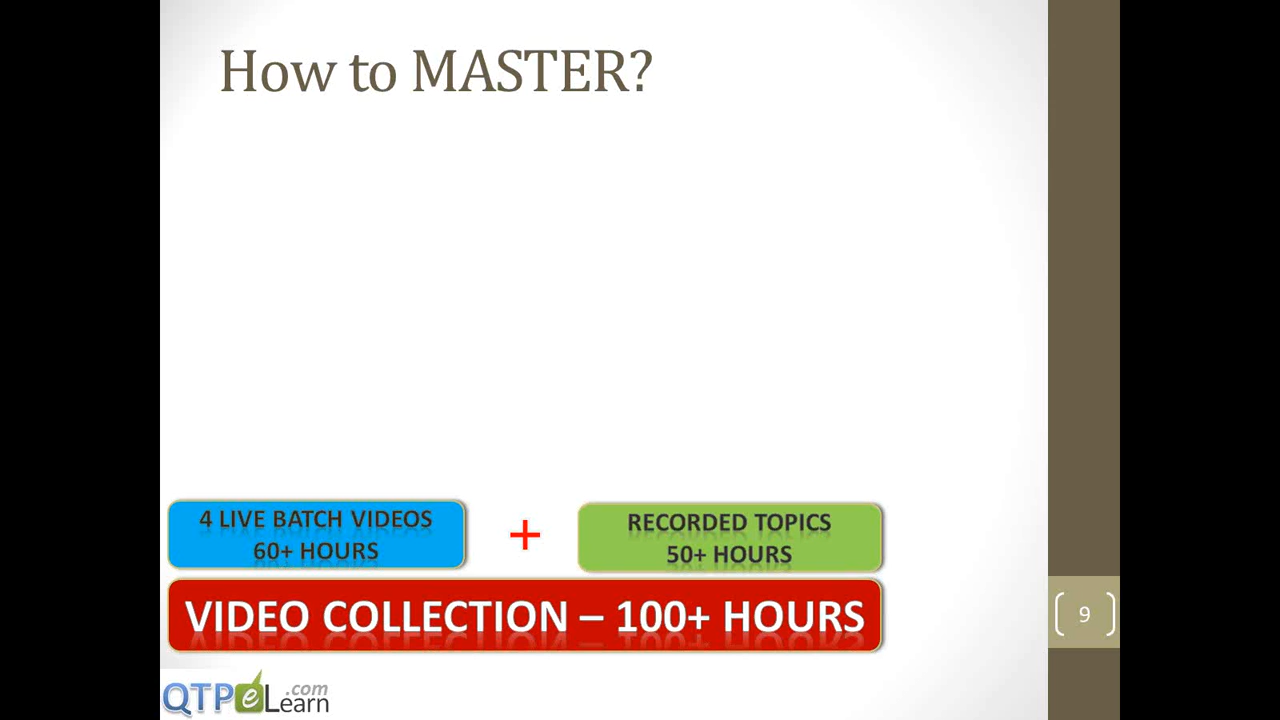 How to MASTER?
4 LIVE BATCH VIDEOS
60+ HOURS
+
RECORDED TOPICS
50+ HOURS
VIDEO COLLECTION – 100+ HOURS
9
QTPeLearn.com